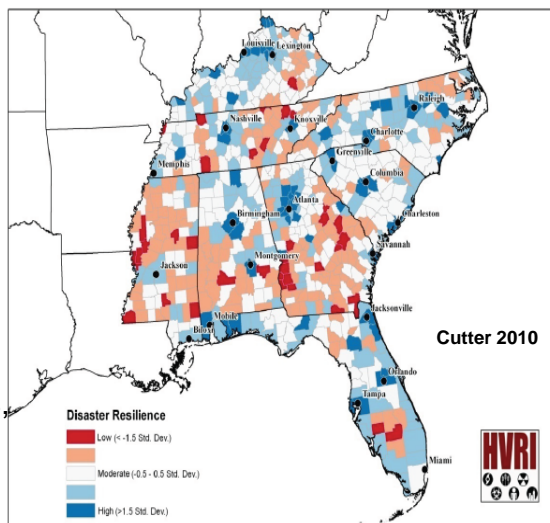 Louisville
Lexington
Nashville
Knoxville
Raleigh
Charlotte
Greenville
Memphis
Columbia
Atlanta
Charleston
Birmingham
Savannah
Montgomery
Jackson
Jacksonville
Mobile
Biloxi
Cutter 2010
Orlando
Tampa
Disaster Resilience
Low (< -1.5 Std. Dev.)
Moderate (-0.5 - 0.5 Std. Dev.)
Miami
High (>1.5 Std. Dev.)
HVRI